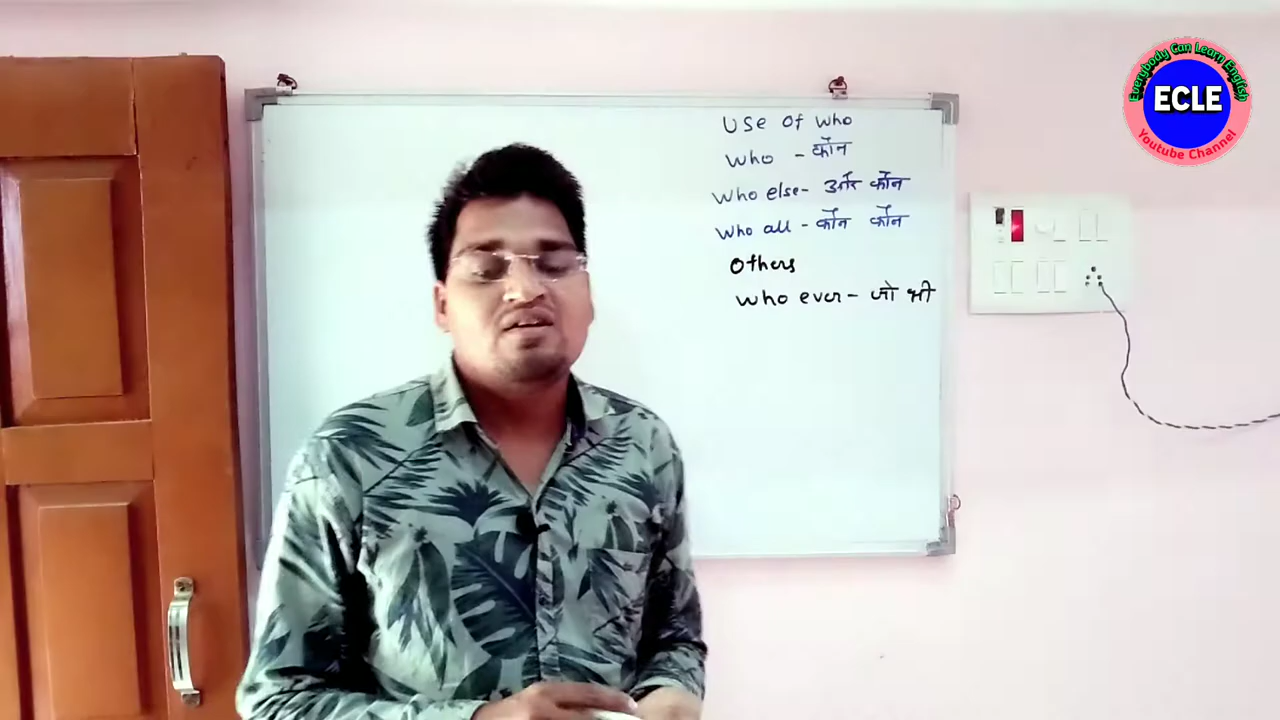 Use of who
who - कौन
who else- और कौन
who all - कौन कौन
Others
who ever - जो भी
Everybody Can Learn English
ECLE
Youtube Channel